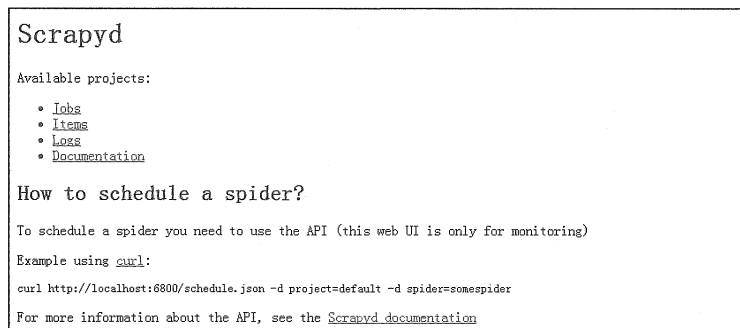 Scrapyd
Available projects:
Jobs
Items
Logs
Documentation
How to schedule a spider?
To schedule a spider you need to use the API (this web UI is only for monitoring)
Example using curl:
curl http://localhost:6800/schedule.json -d project=default -d spider=somespider
For more information about the API, see the Scrapyd documentation